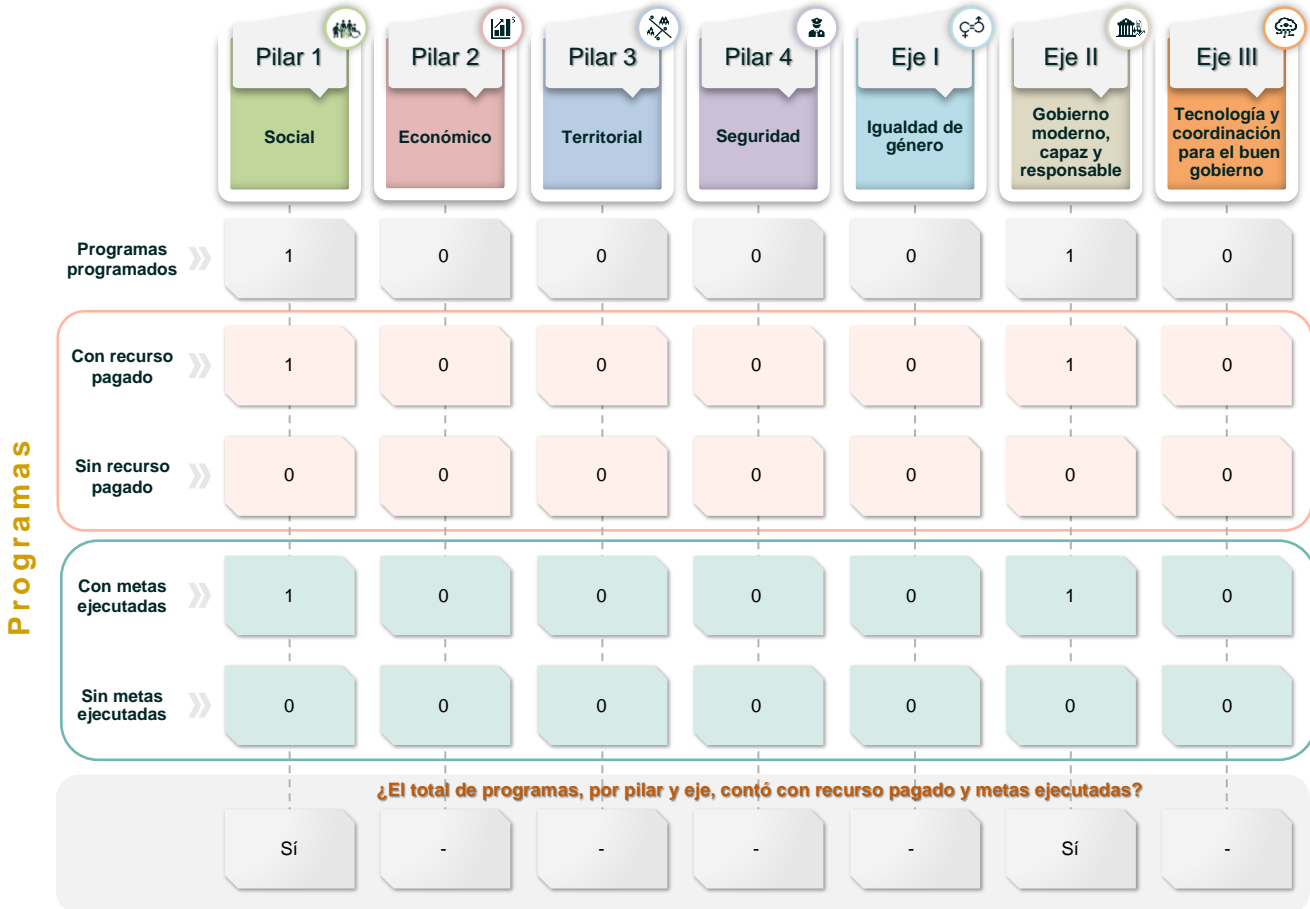 Pilar 1
Pilar 2
Pilar 3
Pilar 4
Eje I
Eje II
Eje III
Social
Económico
Territorial
Seguridad
Igualdad de
género
Gobierno
moderno,
capaz y
responsable
Tecnología y
coordinación
para el buen
gobierno
Programas
Programas
programados
1
0
0
0
0
1
0
Con recurso
pagado
1
0
0
0
0
1
0
Sin recurso
pagado
0
0
0
0
0
0
0
Con metas
ejecutadas
1
0
0
0
0
1
0
Sin metas
ejecutadas
0
0
0
0
0
0
0
¿El total de programas, por pilar y eje, contó con recurso pagado y metas ejecutadas?
Sí
-
-
-
-
Sí
-